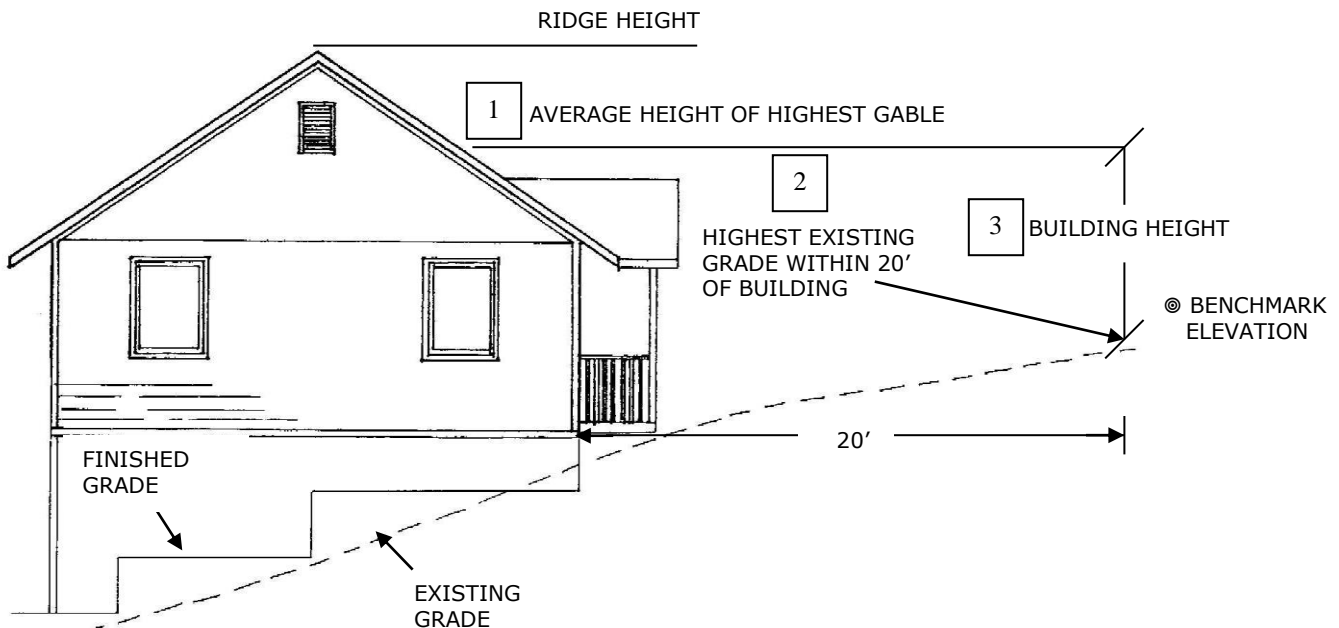 RIDGE HEIGHT
1 AVERAGE HEIGHT OF HIGHEST GABLE
2
HIGHEST EXISTING
GRADE WITHIN 20’
OF BUILDING
3 BUILDING HEIGHT
◎ BENCHMARK
ELEVATION
20’
FINISHED
GRADE
EXISTING
GRADE